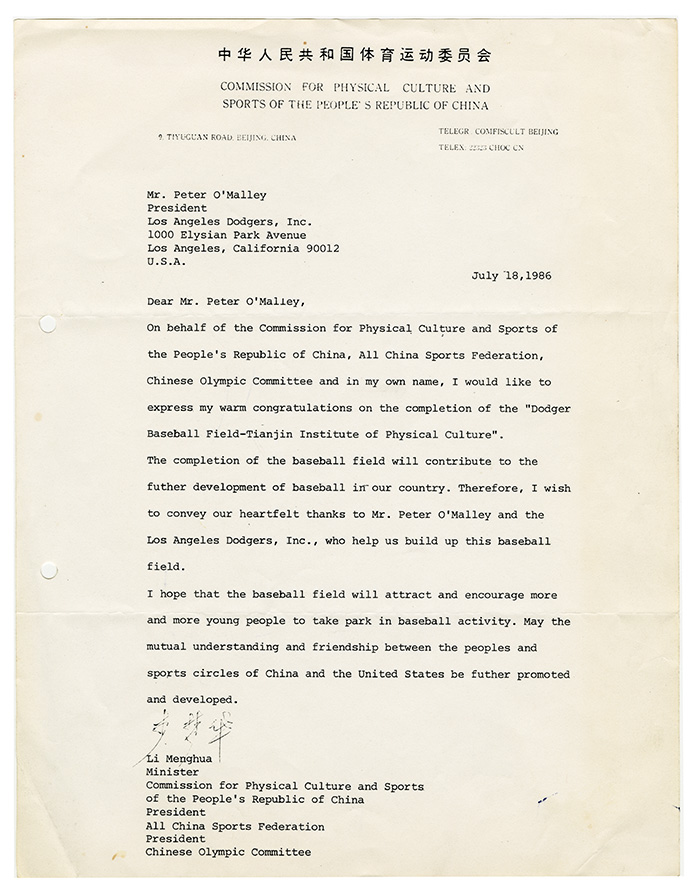 中华人民共和国体育运动委员会
COMMISSION FOR PHYSICAL CULTURE AND
SPORTS OF THE PEOPLE'S REPUBLIC OF CHINA
9, TIYUGUAN ROAD, BEIJING, CHINA
TELEGR: COMFISCULT BEIJING
TELEX: 22323 CHOC CN
Mr. Peter O'Malley
President
Los Angeles Dodgers, Inc.
1000 Elysian Park Avenue
Los Angeles, California 90012
U.S.A.
July 18,1986
Dear Mr. Peter O'Malley,
On behalf of the Commission for Physical Culture and Sports of
the People's Republic of China, All China Sports Federation,
Chinese Olympic Committee and in my own name, I would like to
express my warm congratulations on the completion of the "Dodger
Baseball Field-Tianjin Institute of Physical Culture".
The completion of the baseball field will contribute to the
futher development of baseball in our country. Therefore, I wish
to convey our heartfelt thanks to Mr. Peter O'Malley and the
Los Angeles Dodgers, Inc., who help us build up this baseball
field.
I hope that the baseball field will attract and encourage more
and more young people to take park in baseball activity. May the
mutual understanding and friendship between the peoples and
sports circles of China and the United States be futher promoted
and developed.
李梦华
Li Menghua
Minister
Commission for Physical Culture and Sports
of the People's Republic of China
President
All China Sports Federation
President
Chinese Olympic Committee